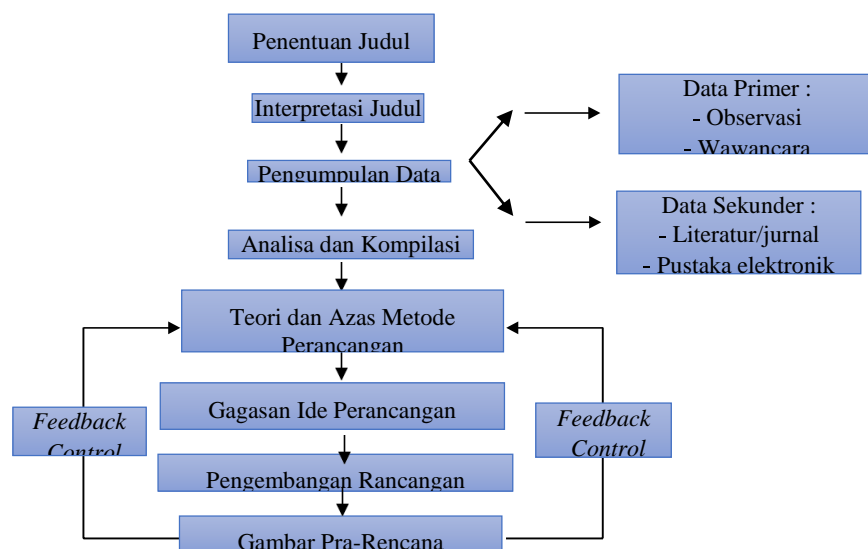 Penentuan Judul
Interpretasi Judul
Pengumpulan Data
Data Primer :
- Observasi
- Wawancara
Data Sekunder :
- Literatur/jurnal
- Pustaka elektronik
Analisa dan Kompilasi
Teori dan Azas Metode
Perancangan
Gagasan Ide Perancangan
Feedback
Control
Feedback
Control
Pengembangan Rancangan
Gambar Pra-Rencana